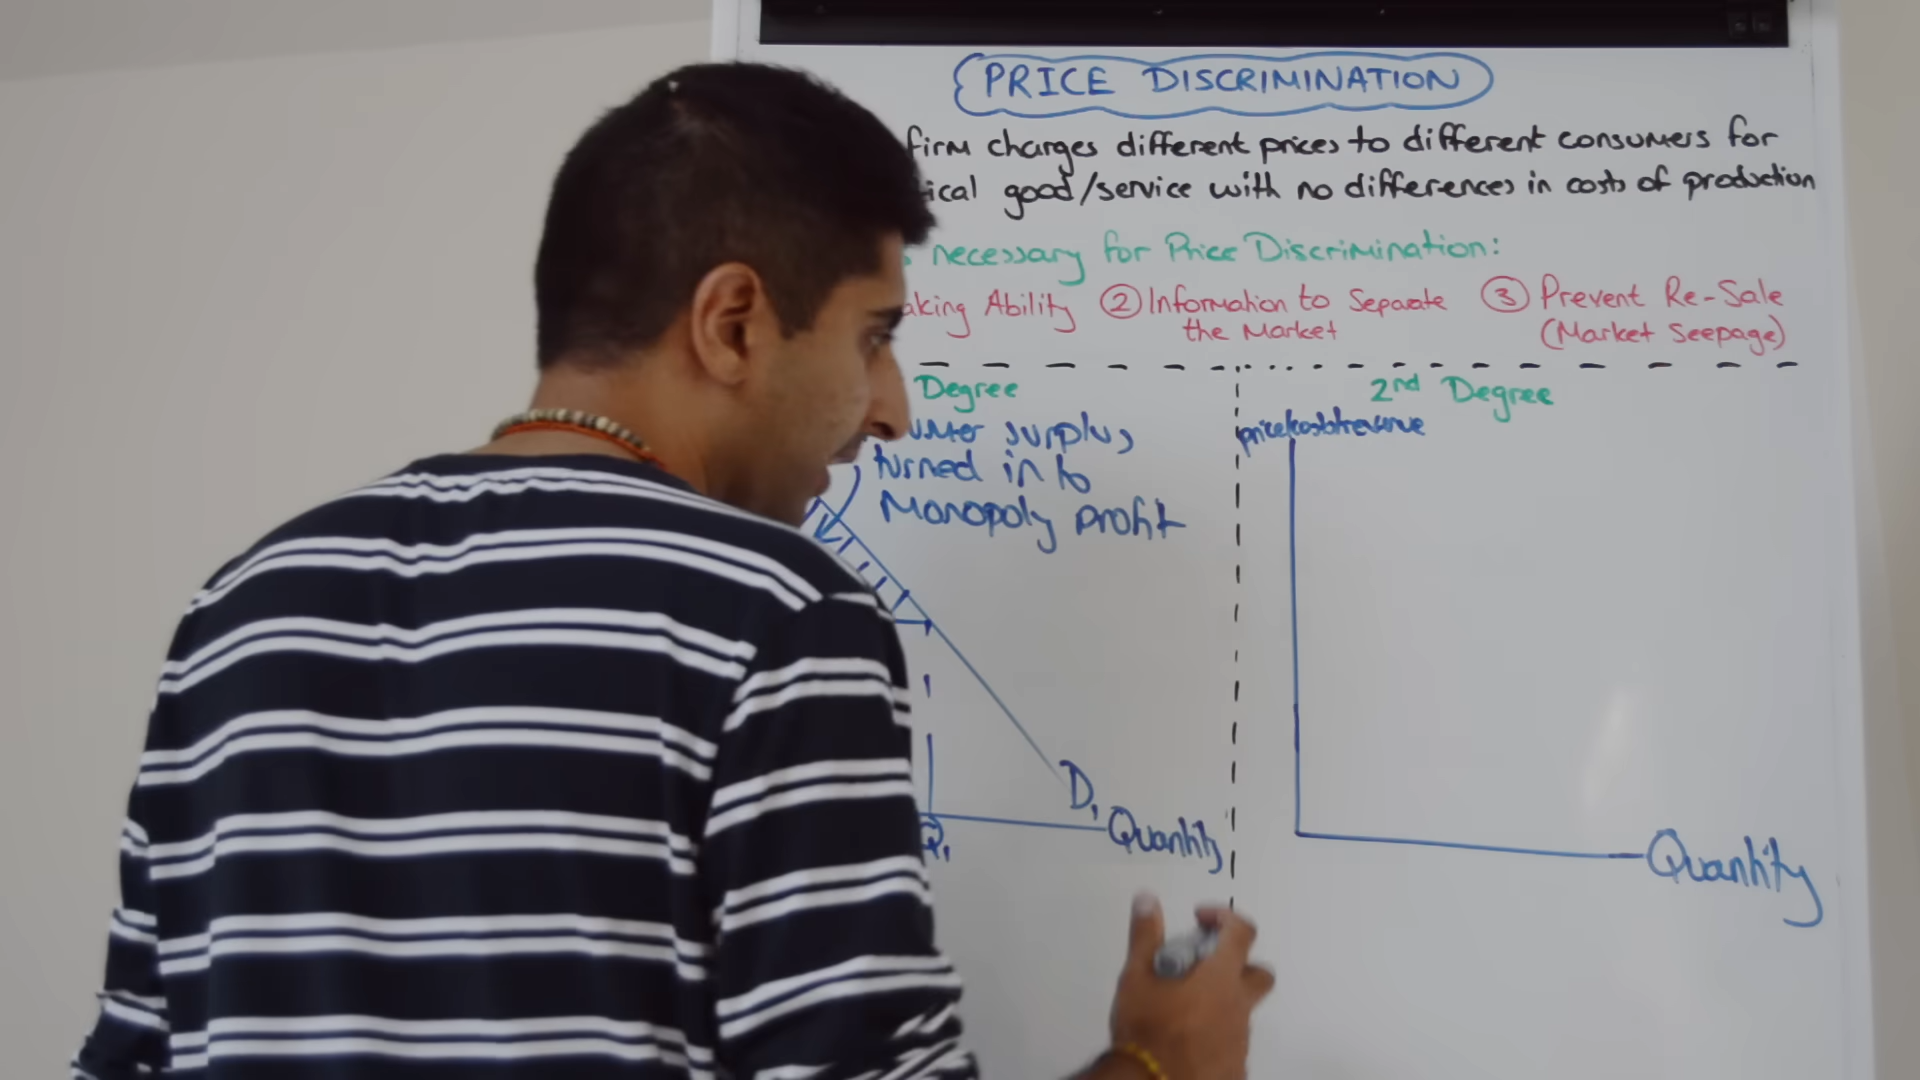 PRICE DISCRIMINATION
firm charges different prices to different consumers for
ical good/service with no differences in costs of production
necessary for Price Discrimination:
aking Ability ② Information to Separate the Market ③ Prevent Re-Sale (Market Seepage)
Degree
umer surplus
turned in to
Monopoly profit
D1
Q1
Quantity
2nd Degree
price/cost/revenue
Quantity